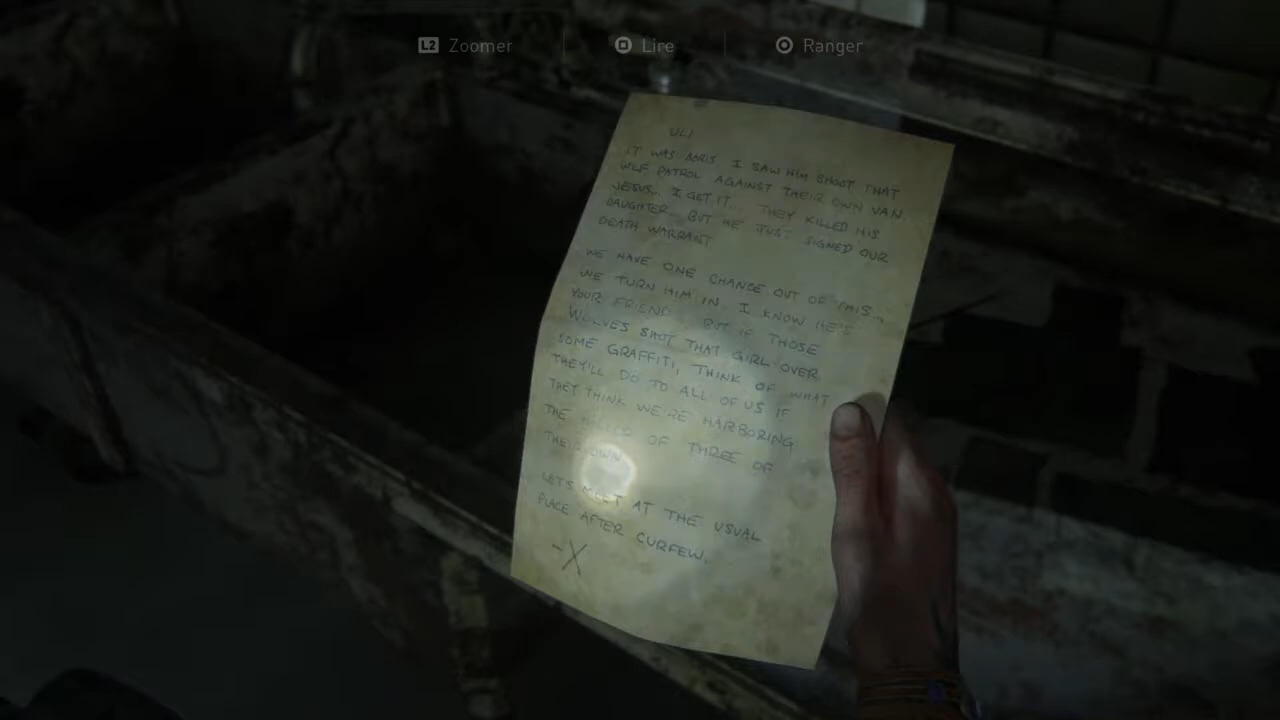 L2 Zoomer
Lire
Ranger
ULI
IT WAS BORIS I SAW HIM SHOOT THAT
WLF PATROL AGAINST THEIR OWN VAN.
JESUS.. I GET IT... THEY KILLED HIS
DAUGHTER. BUT HE JUST SIGNED OUR
DEATH WARRANT
WE HAVE ONE CHANCE OUT OF THIS...
WE TURN HIM IN. I KNOW HE'S
YOUR FRIEND. BUT IF THOSE
WOLVES SHOT THAT GIRL OVER
SOME GRAFFITI, THINK OF WHAT
THEY'LL DO TO ALL OF US IF
THEY THINK WE'RE HARBORING
THE KILLER OF THREE OF
THEIR OWN.
LET'S MEET AT THE USUAL
PLACE AFTER CURFEW.
-X